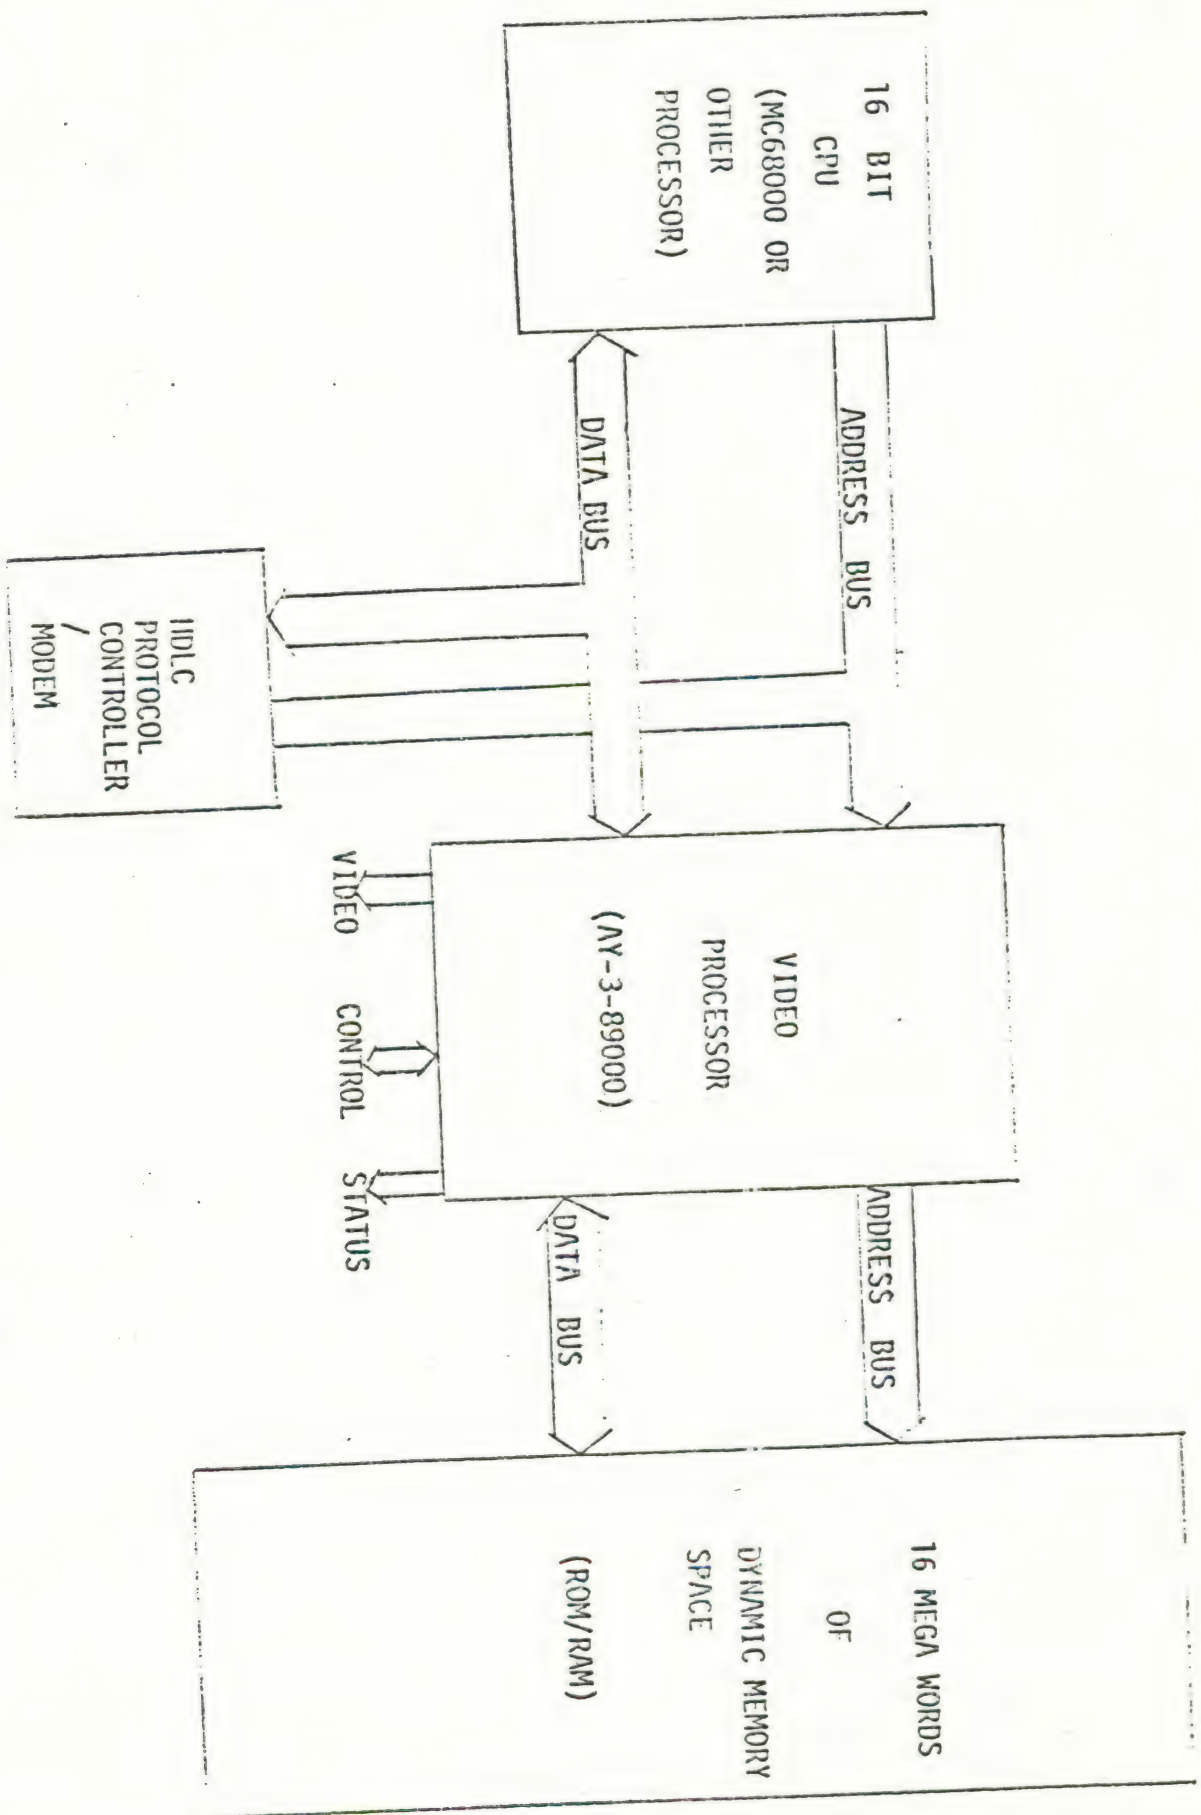 16 BIT
CPU
(MC68000 OR
OTHER
PROCESSOR)
ADDRESS BUS
DATA BUS
HDLC
PROTOCOL
CONTROLLER
/
MODEM
VIDEO
PROCESSOR
(AY-3-89000)
VIDEO
CONTROL
STATUS
ADDRESS BUS
DATA BUS
16 MEGA WORDS
OF
DYNAMIC MEMORY
SPACE
(ROM/RAM)